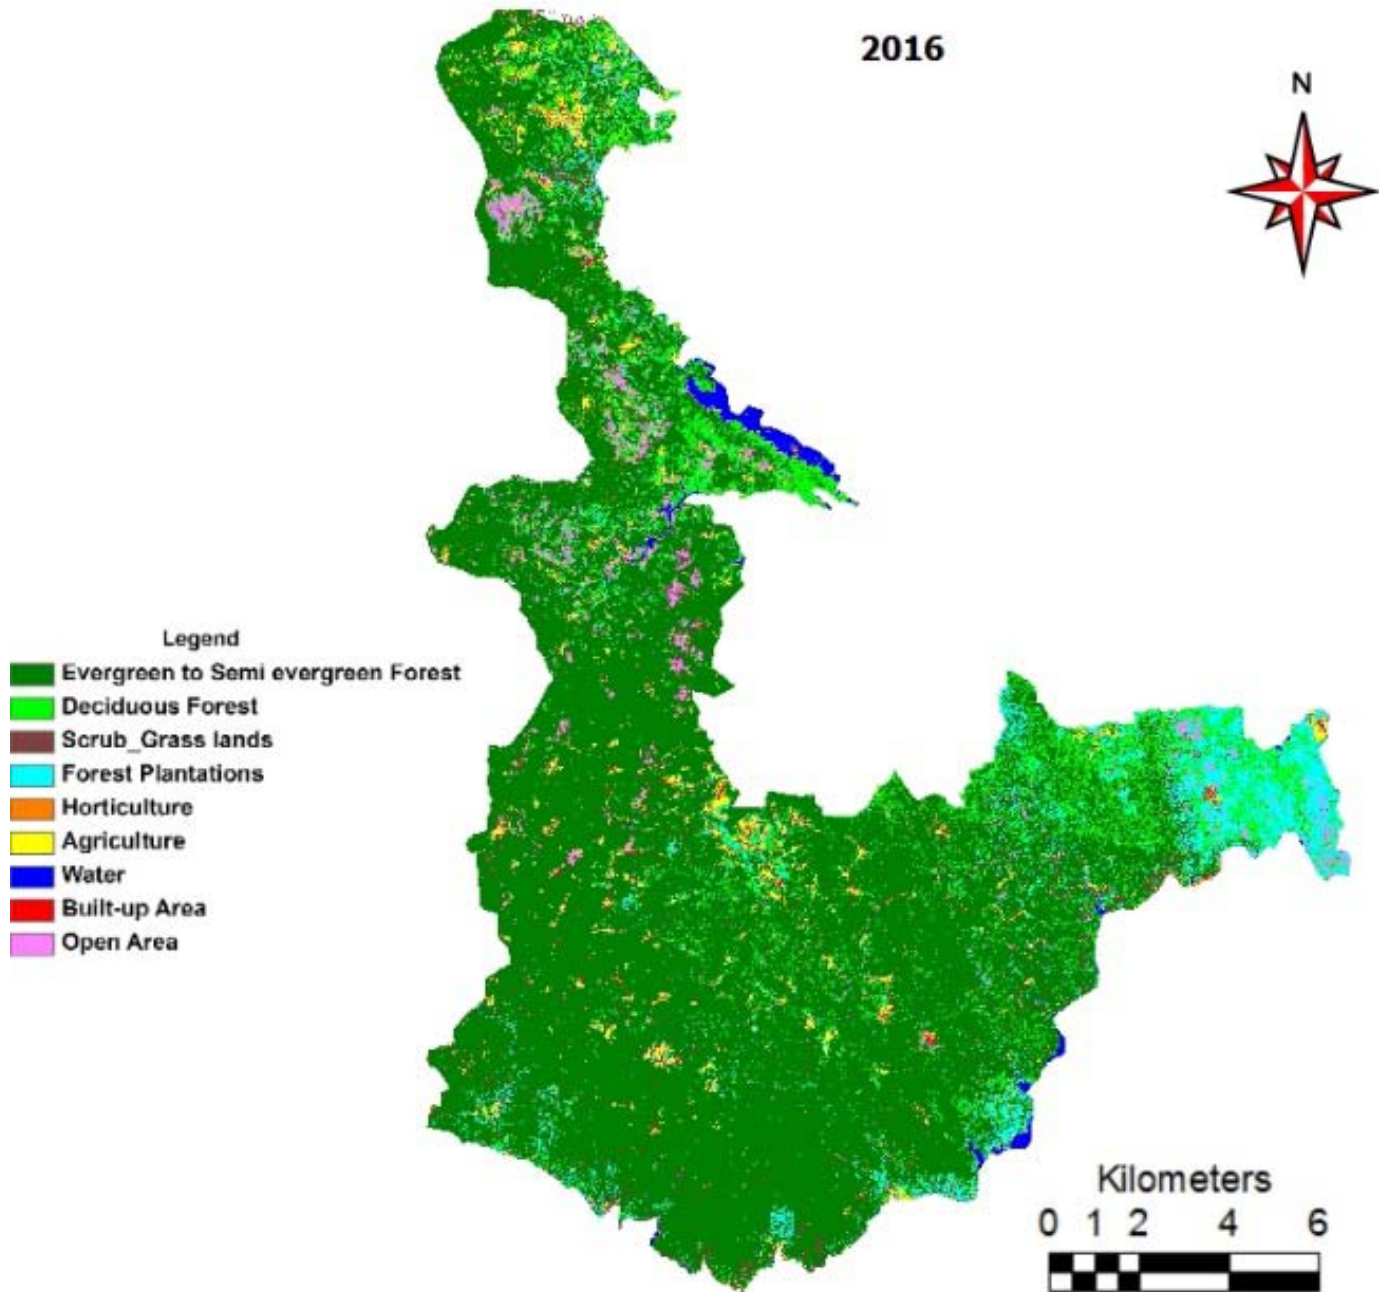 2016
N
Legend
Evergreen to Semi evergreen Forest
Deciduous Forest
Scrub_Grass lands
Forest Plantations
Horticulture
Agriculture
Water
Built-up Area
Open Area
Kilometers
0 1 2 4 6